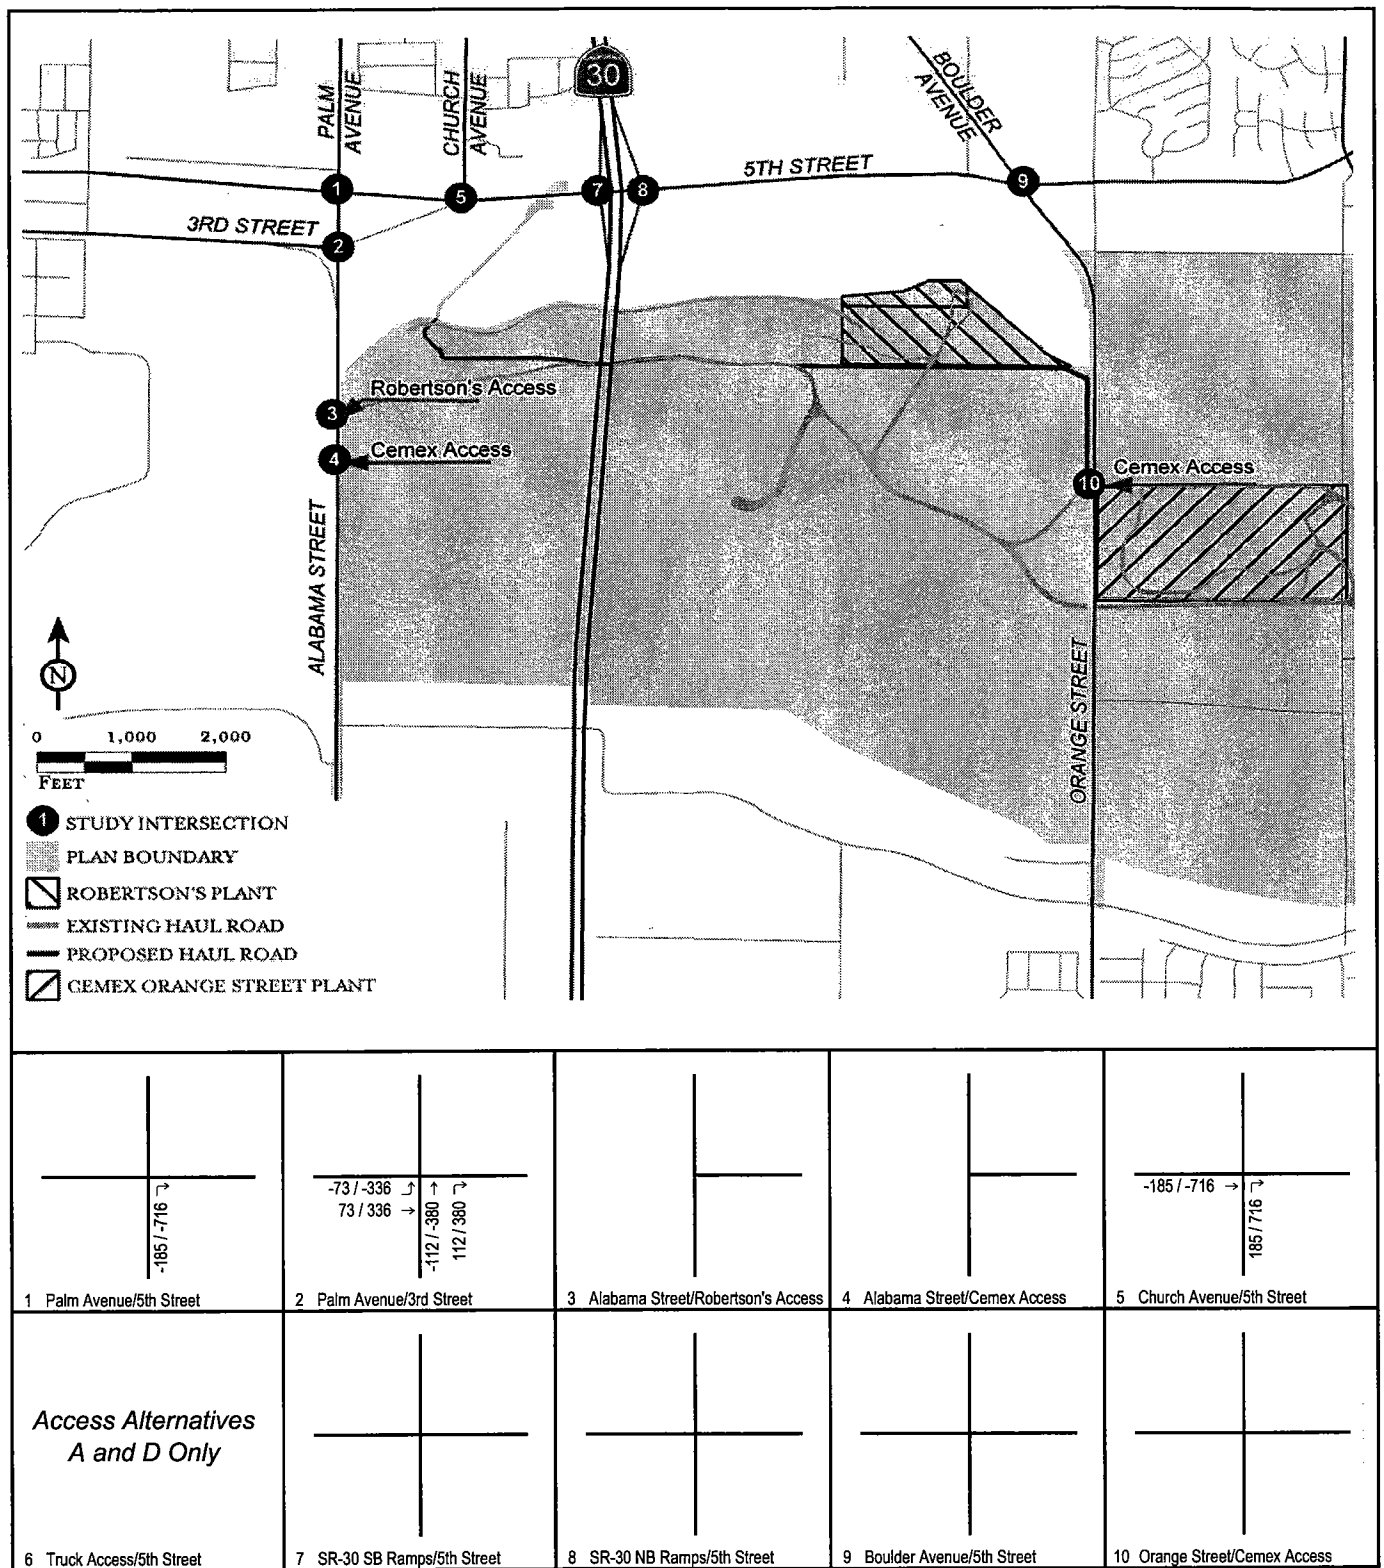 30
PALM
AVENUE
CHURCH
AVENUE
BOULDER
AVENUE
5TH STREET
1
5
7
8
9
3RD STREET
2
Robertson's Access
3
Cemex Access
4
Cemex Access
10
ALABAMA STREET
ORANGE STREET
N
0 1,000 2,000
FEET
1 STUDY INTERSECTION
PLAN BOUNDARY
ROBERTSON'S PLANT
EXISTING HAUL ROAD
PROPOSED HAUL ROAD
CEMEX ORANGE STREET PLANT
-185 / -716
1 Palm Avenue/5th Street
-73 / -336
73 / 336
-112 / -380
112 / 380
2 Palm Avenue/3rd Street
3 Alabama Street/Robertson's Access
4 Alabama Street/Cemex Access
-185 / -716
185 / 716
5 Church Avenue/5th Street
Access Alternatives
A and D Only
6 Truck Access/5th Street
7 SR-30 SB Ramps/5th Street
8 SR-30 NB Ramps/5th Street
9 Boulder Avenue/5th Street
10 Orange Street/Cemex Access